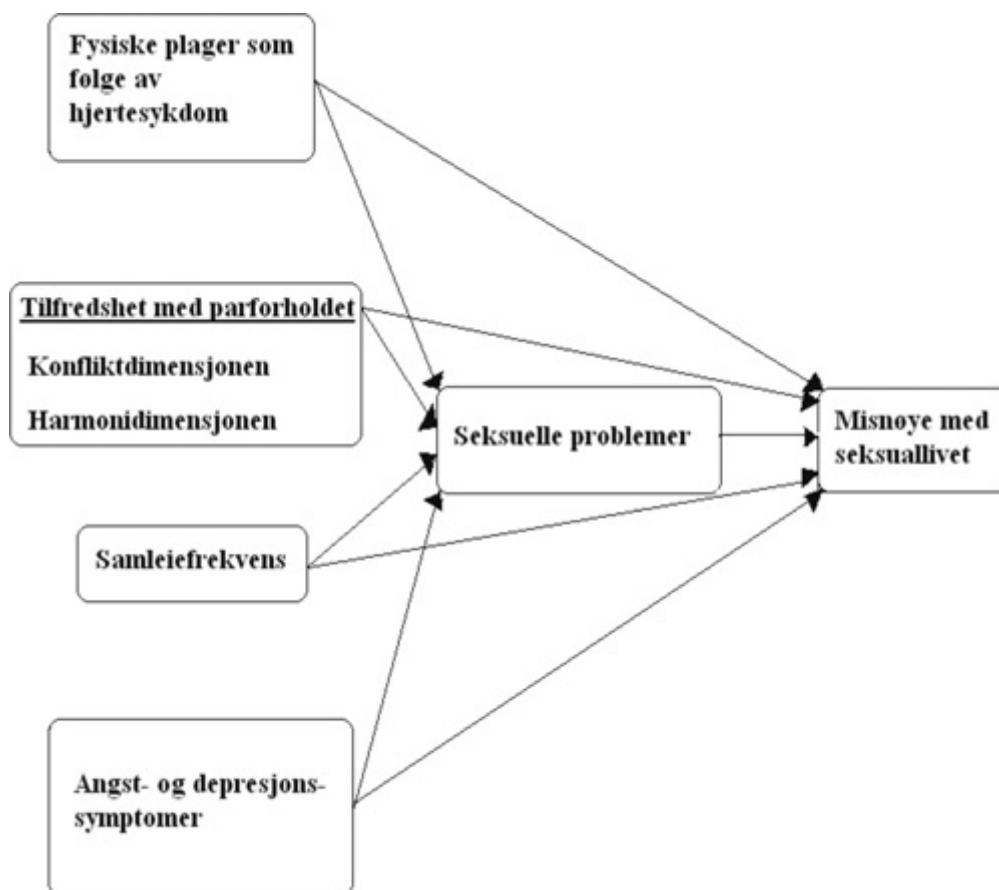 Fysiske plager som
følge av
hjertesykdom
Tilfredshet med parforholdet
Konfliktdimensjonen
Harmonidimensjonen
Seksuelle problemer
Misnøye med
seksuallivet
Samleiefrekvens
Angst- og depresjons-
symptomer